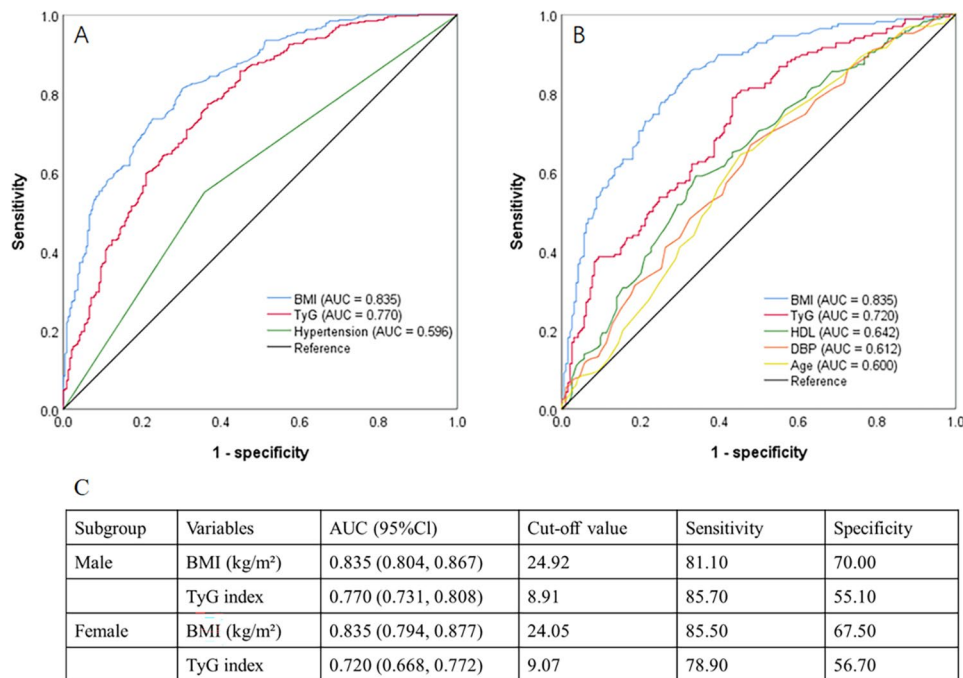 A
1.0
0.8
0.6
0.4
0.2
0.0
Sensitivity
BMI (AUC = 0.835)
TyG (AUC = 0.770)
Hypertension (AUC = 0.596)
Reference
0.0 0.2 0.4 0.6 0.8 1.0
1 - specificity
B
1.0
0.8
0.6
0.4
0.2
0.0
Sensitivity
BMI (AUC = 0.835)
TyG (AUC = 0.720)
HDL (AUC = 0.642)
DBP (AUC = 0.612)
Age (AUC = 0.600)
Reference
0.0 0.2 0.4 0.6 0.8 1.0
1 - specificity
C
Subgroup Variables AUC (95%Cl) Cut-off value Sensitivity Specificity
Male BMI (kg/m²) 0.835 (0.804, 0.867) 24.92 81.10 70.00
TyG index 0.770 (0.731, 0.808) 8.91 85.70 55.10
Female BMI (kg/m²) 0.835 (0.794, 0.877) 24.05 85.50 67.50
TyG index 0.720 (0.668, 0.772) 9.07 78.90 56.70